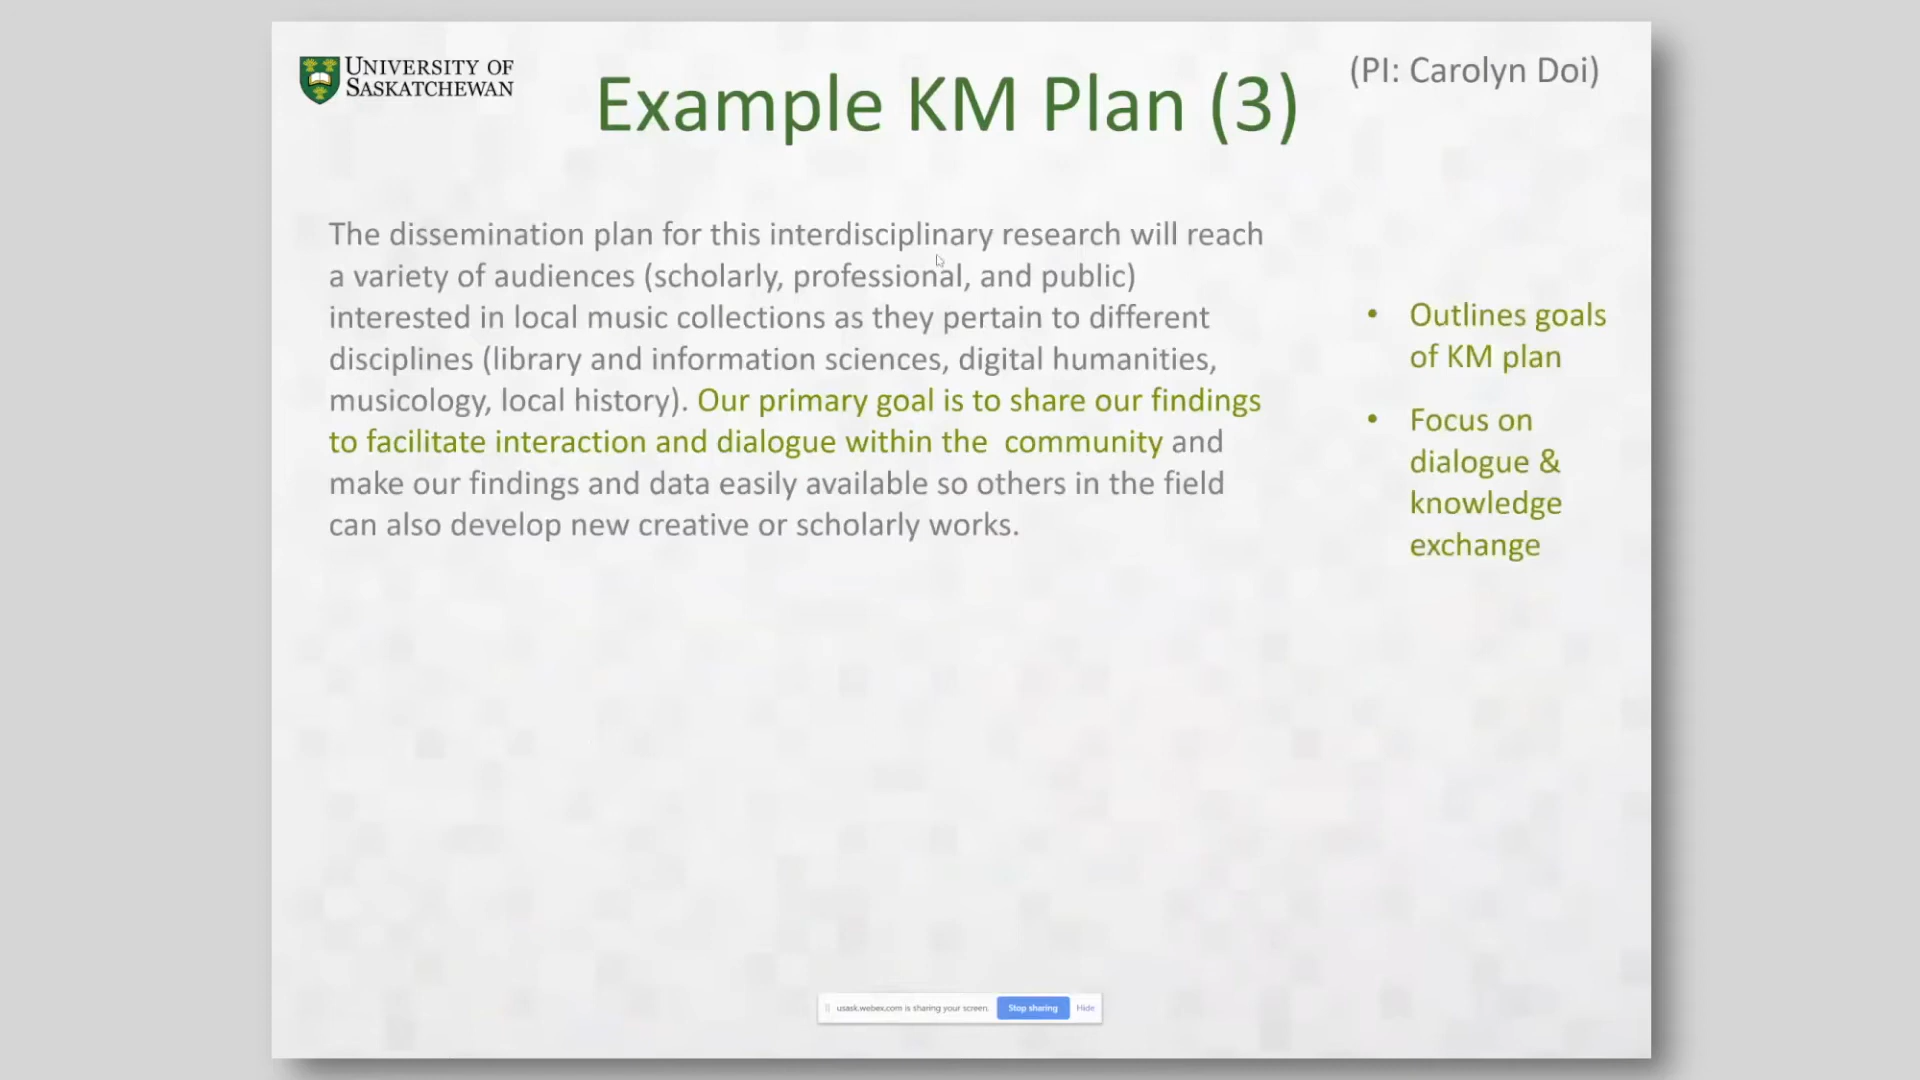 UNIVERSITY OF
SASKATCHEWAN
Example KM Plan (3)
(PI: Carolyn Doi)
The dissemination plan for this interdisciplinary research will reach
a variety of audiences (scholarly, professional, and public)
interested in local music collections as they pertain to different
disciplines (library and information sciences, digital humanities,
musicology, local history). Our primary goal is to share our findings
to facilitate interaction and dialogue within the  community and
make our findings and data easily available so others in the field
can also develop new creative or scholarly works.
• Outlines goals
of KM plan
• Focus on
dialogue &
knowledge
exchange
usask.webex.com is sharing your screen. Stop sharing Hide